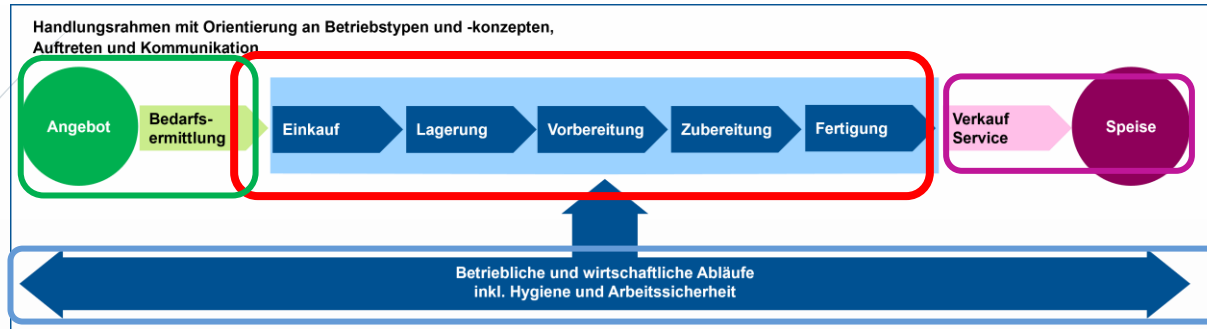 Handlungsrahmen mit Orientierung an Betriebstypen und -konzepten,
Auftreten und Kommunikation
Angebot
Bedarfs-
ermittlung
Einkauf
Lagerung
Vorbereitung
Zubereitung
Fertigung
Verkauf
Service
Speise
Betriebliche und wirtschaftliche Abläufe
inkl. Hygiene und Arbeitssicherheit